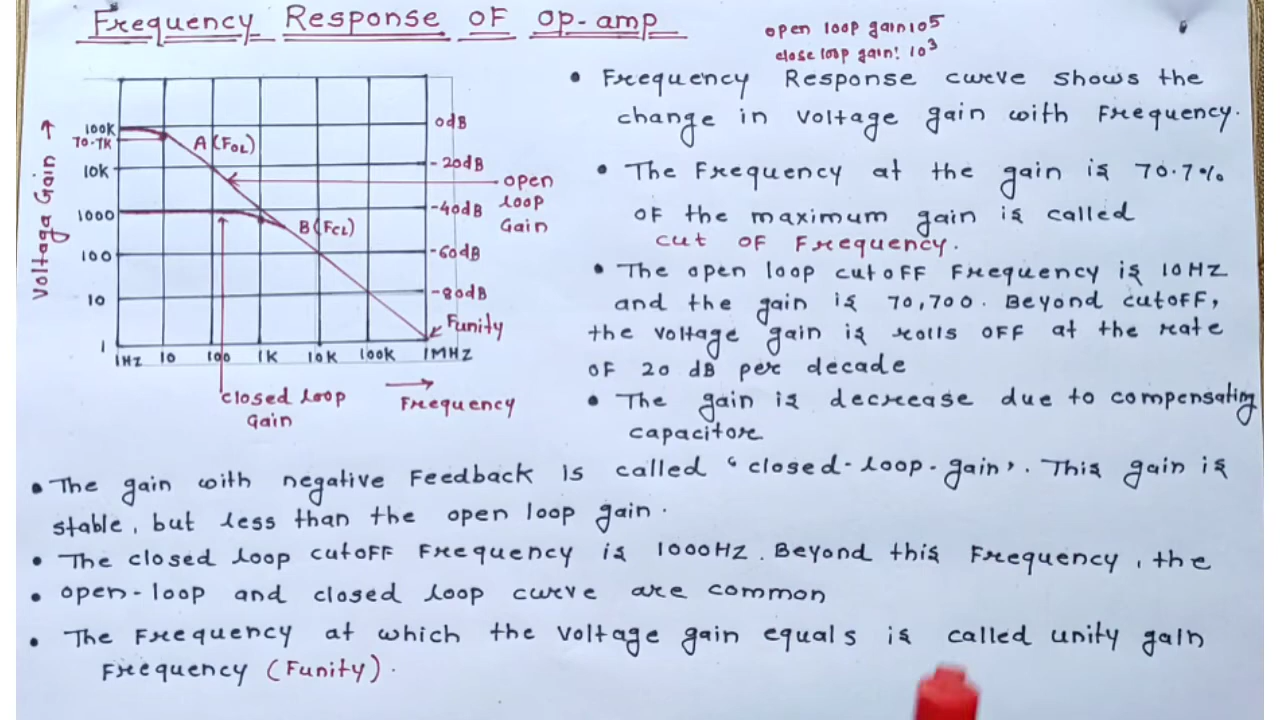 Frequency Response OF Op-amp
open loop gain 10⁵
close loop gain: 10³
Voltage Gain →
100K
70.7K
10K
1000
100
10
1
1HZ 10 100 1K 10K 100K 1MHZ
A (FOL)
B (FCL)
0dB
-20dB
-40dB
-60dB
-80dB
open
loop
Gain
Funity
closed loop
Gain
→
Frequency
• Frequency Response curve shows the
change in voltage gain with Frequency.
• The Frequency at the gain is 70.7%
OF the maximum gain is called
cut OF Frequency.
• The open loop cutoFF Frequency is 10HZ
and the gain is 70,700. Beyond cutoFF,
the voltage gain is rolls OFF at the rate
OF 20 dB per decade
• The gain is decrease due to compensating
capacitor
• The gain with negative Feedback is called 'closed-loop-gain'. This gain is
stable, but less than the open loop gain.
• The closed loop cutoFF Frequency is 1000HZ. Beyond this Frequency, the
• open-loop and closed loop curve are common
• The Frequency at which the voltage gain equals is called unity gain
Frequency (Funity).